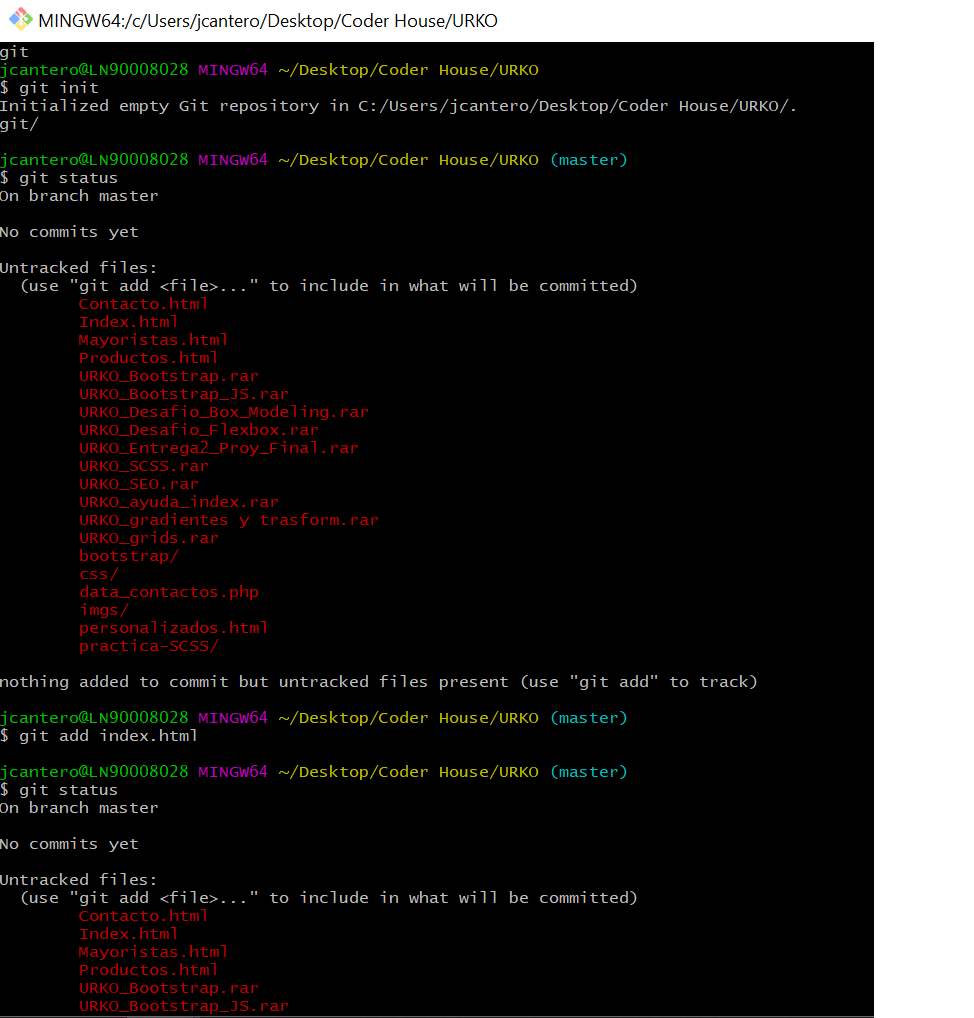 MINGW64:/c/Users/jcantero/Desktop/Coder House/URKO
git
jcantero@LN90008028 MINGW64 ~/Desktop/Coder House/URKO
$ git init
Initialized empty Git repository in C:/Users/jcantero/Desktop/Coder House/URKO/.
git/
jcantero@LN90008028 MINGW64 ~/Desktop/Coder House/URKO (master)
$ git status
On branch master
No commits yet
Untracked files:
(use "git add <file>..." to include in what will be committed)
Contacto.html
Index.html
Mayoristas.html
Productos.html
URKO_Bootstrap.rar
URKO_Bootstrap_JS.rar
URKO_Desafio_Box_Modeling.rar
URKO_Desafio_Flexbox.rar
URKO_Entrega2_Proy_Final.rar
URKO_SCSS.rar
URKO_SEO.rar
URKO_ayuda_index.rar
URKO_gradientes y trasform.rar
URKO_grids.rar
bootstrap/
css/
data_contactos.php
imgs/
personalizados.html
practica-SCSS/
nothing added to commit but untracked files present (use "git add" to track)
jcantero@LN90008028 MINGW64 ~/Desktop/Coder House/URKO (master)
$ git add index.html
jcantero@LN90008028 MINGW64 ~/Desktop/Coder House/URKO (master)
$ git status
On branch master
No commits yet
Untracked files:
(use "git add <file>..." to include in what will be committed)
Contacto.html
Index.html
Mayoristas.html
Productos.html
URKO_Bootstrap.rar
URKO_Bootstrap_JS.rar